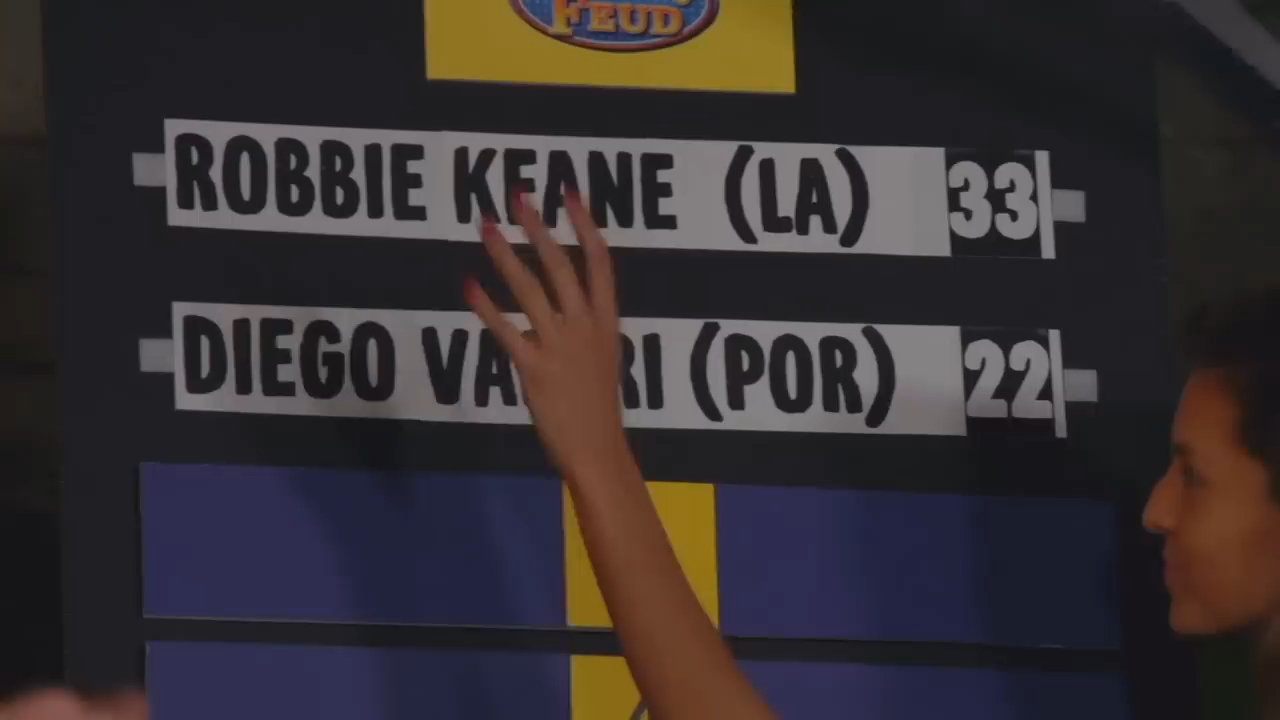 FEUD
ROBBIE KEANE (LA) 33
DIEGO (POR) 22